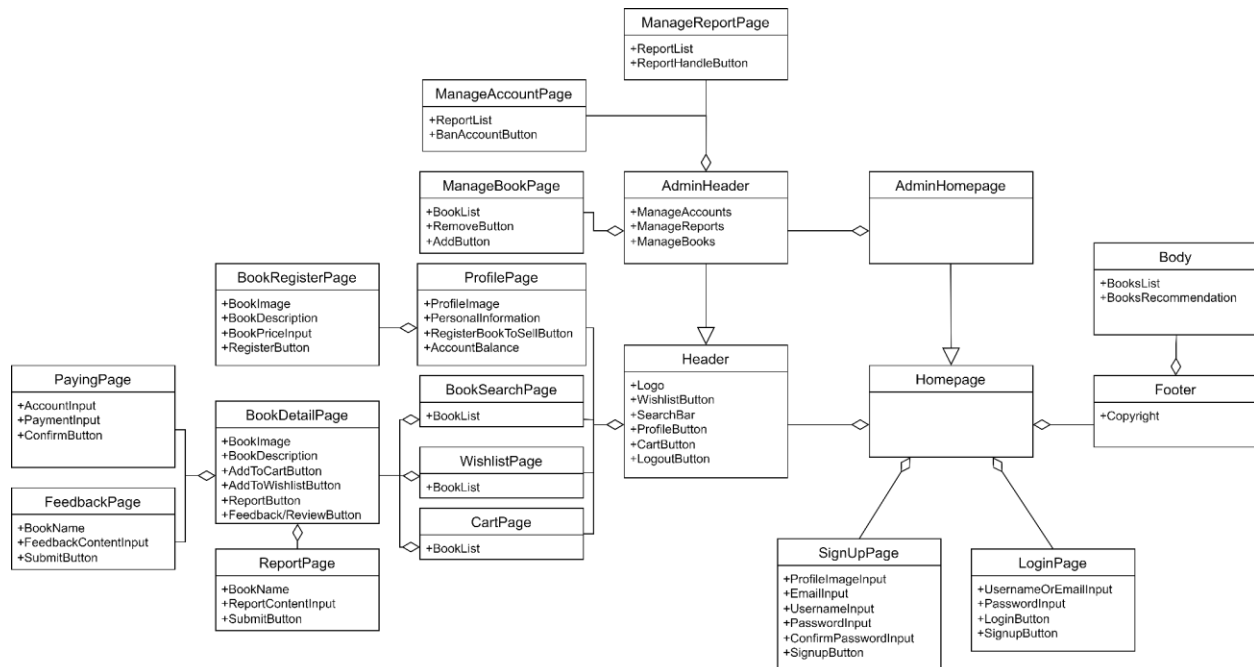 ManageReportPage
+ReportList
+ReportHandleButton
ManageAccountPage
+ReportList
+BanAccountButton
ManageBookPage
+BookList
+RemoveButton
+AddButton
AdminHeader
+ManageAccounts
+ManageReports
+ManageBooks
AdminHomepage
Body
+BooksList
+BooksRecommendation
BookRegisterPage
+BookImage
+BookDescription
+BookPriceInput
+RegisterButton
ProfilePage
+ProfileImage
+PersonalInformation
+RegisterBookToSellButton
+AccountBalance
Header
+Logo
+WishlistButton
+SearchBar
+ProfileButton
+CartButton
+LogoutButton
Homepage
Footer
+Copyright
PayingPage
+AccountInput
+PaymentInput
+ConfirmButton
BookDetailPage
+BookImage
+BookDescription
+AddToCartButton
+AddToWishlistButton
+ReportButton
+Feedback/ReviewButton
BookSearchPage
+BookList
WishlistPage
+BookList
CartPage
+BookList
FeedbackPage
+BookName
+FeedbackContentInput
+SubmitButton
ReportPage
+BookName
+ReportContentInput
+SubmitButton
SignUpPage
+ProfileImageInput
+EmailInput
+UsernameInput
+PasswordInput
+ConfirmPasswordInput
+SignupButton
LoginPage
+UsernameOrEmailInput
+PasswordInput
+LoginButton
+SignupButton